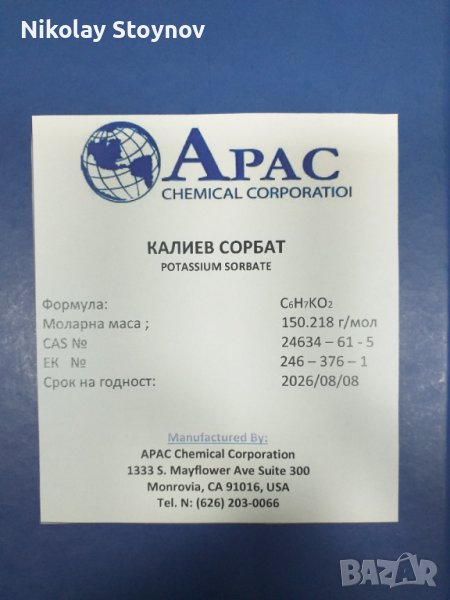 Nikolay Stoynov
APAC
CHEMICAL CORPORATIOI
КАЛИЕВ СОРБАТ
POTASSIUM SORBATE
Формула: C₆H₇KO₂
Моларна маса ; 150.218 г/мол
CAS № 24634 – 61 - 5
ЕК № 246 – 376 – 1
Срок на годност: 2026/08/08
Manufactured By:
APAC Chemical Corporation
1333 S. Mayflower Ave Suite 300
Monrovia, CA 91016, USA
Tel. N: (626) 203-0066
BAZAR